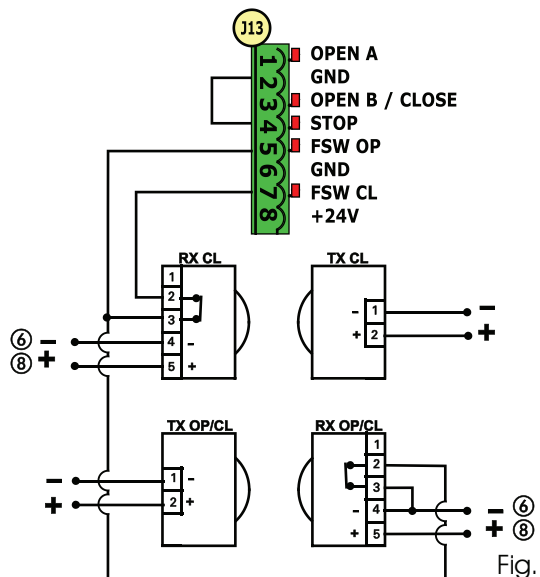 J13
1 OPEN A
2 GND
3 OPEN B / CLOSE
4 STOP
5 FSW OP
6 GND
7 FSW CL
8 +24V
RX CL
1
2
3
⑥ − 4 -
⑧ + 5 +
TX CL
- 1 −
+ 2 +
TX OP/CL
− 1 -
+ 2 +
RX OP/CL
1
2
3
- 4 − ⑥
+ 5 + ⑧
Fig.